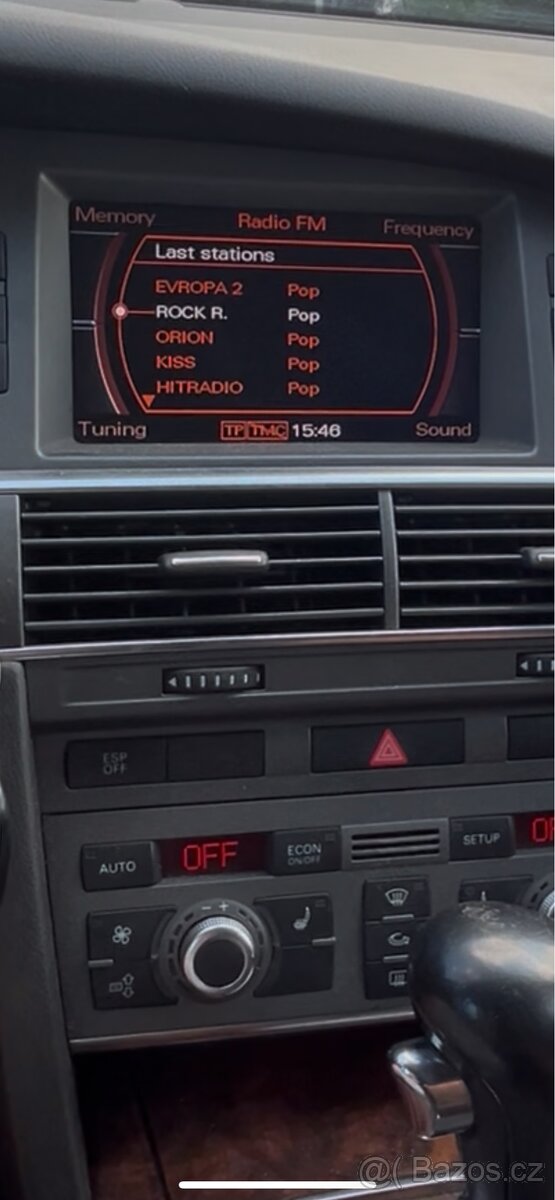 Memory Radio FM Frequency
Last stations
EVROPA 2 Pop
ROCK R. Pop
ORION Pop
KISS Pop
HITRADIO Pop
Tuning TP TMC 15:46 Sound
ESP
OFF
AUTO OFF ECON SETUP
ON/OFF
- +
Bazos.cz